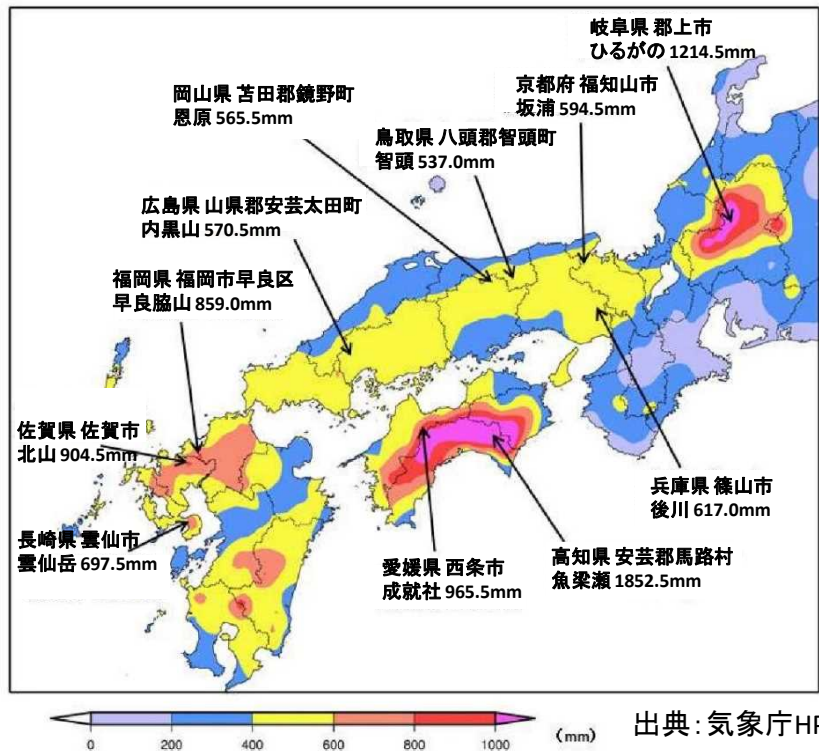 岐阜県 郡上市
ひるがの 1214.5mm
京都府 福知山市
坂浦 594.5mm
岡山県 苫田郡鏡野町
恩原 565.5mm
鳥取県 八頭郡智頭町
智頭 537.0mm
広島県 山県郡安芸太田町
内黒山 570.5mm
福岡県 福岡市早良区
早良脇山 859.0mm
佐賀県 佐賀市
北山 904.5mm
長崎県 雲仙市
雲仙岳 697.5mm
愛媛県 西条市
成就社 965.5mm
高知県 安芸郡馬路村
魚梁瀬 1852.5mm
兵庫県 篠山市
後川 617.0mm
0 200 400 600 800 1000 (mm)
出典：気象庁HP